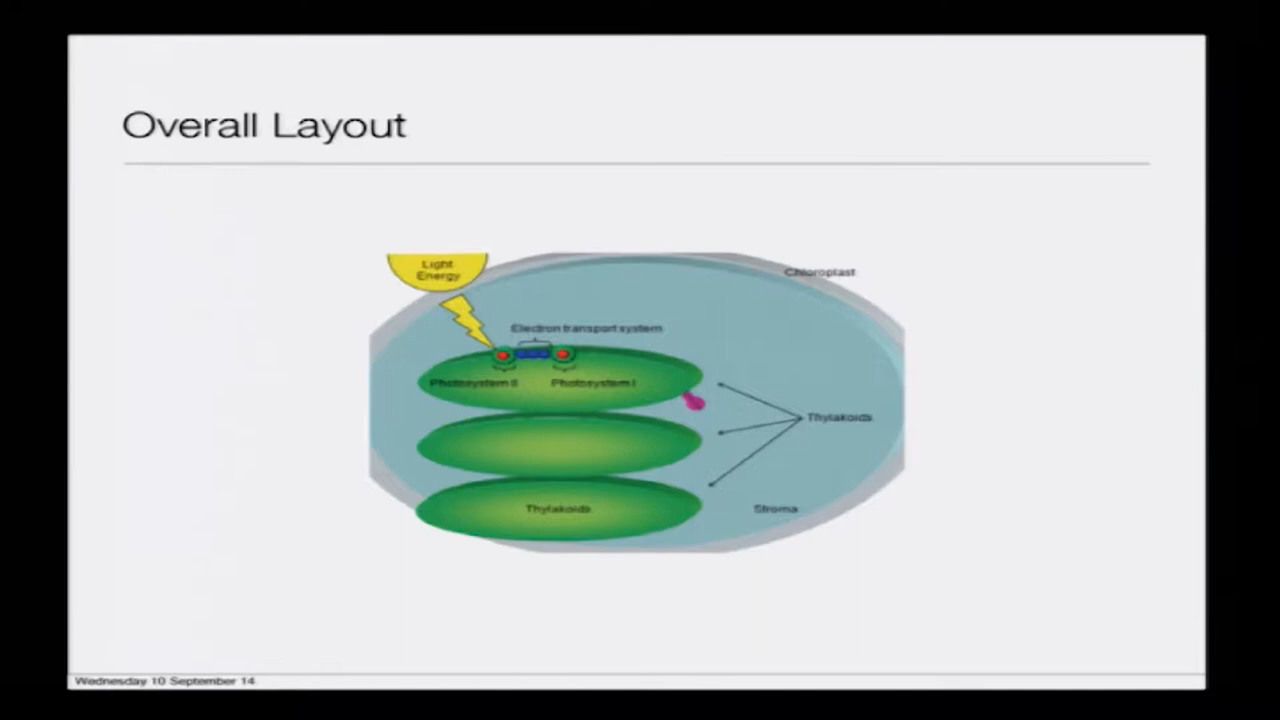 Overall Layout
Light
Energy
Chloroplast
Electron transport system
Photosystem II
Photosystem I
Thylakoids
Thylakoids
Stroma
Wednesday 10 September 14